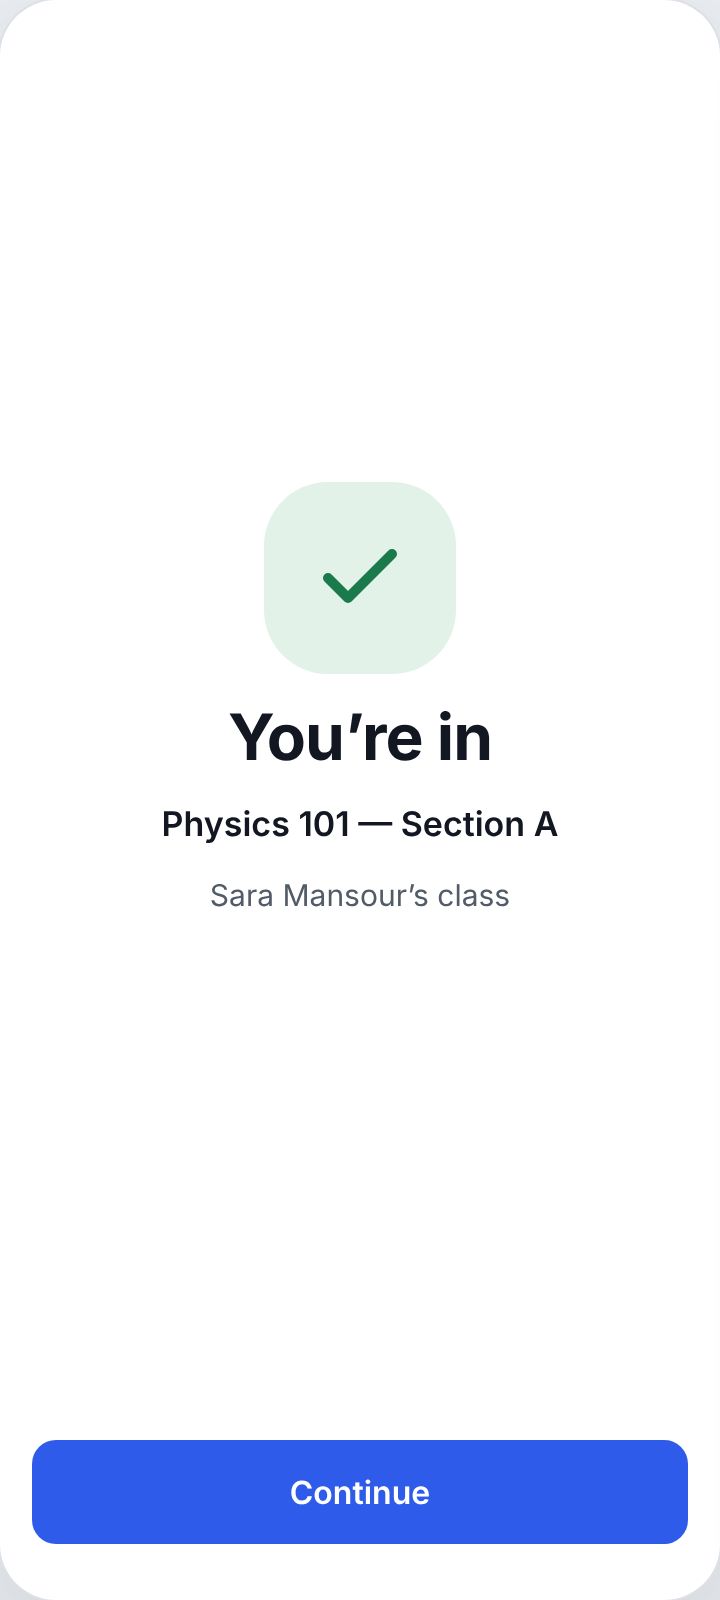 You’re in
Physics 101 — Section A
Sara Mansour’s class
Continue